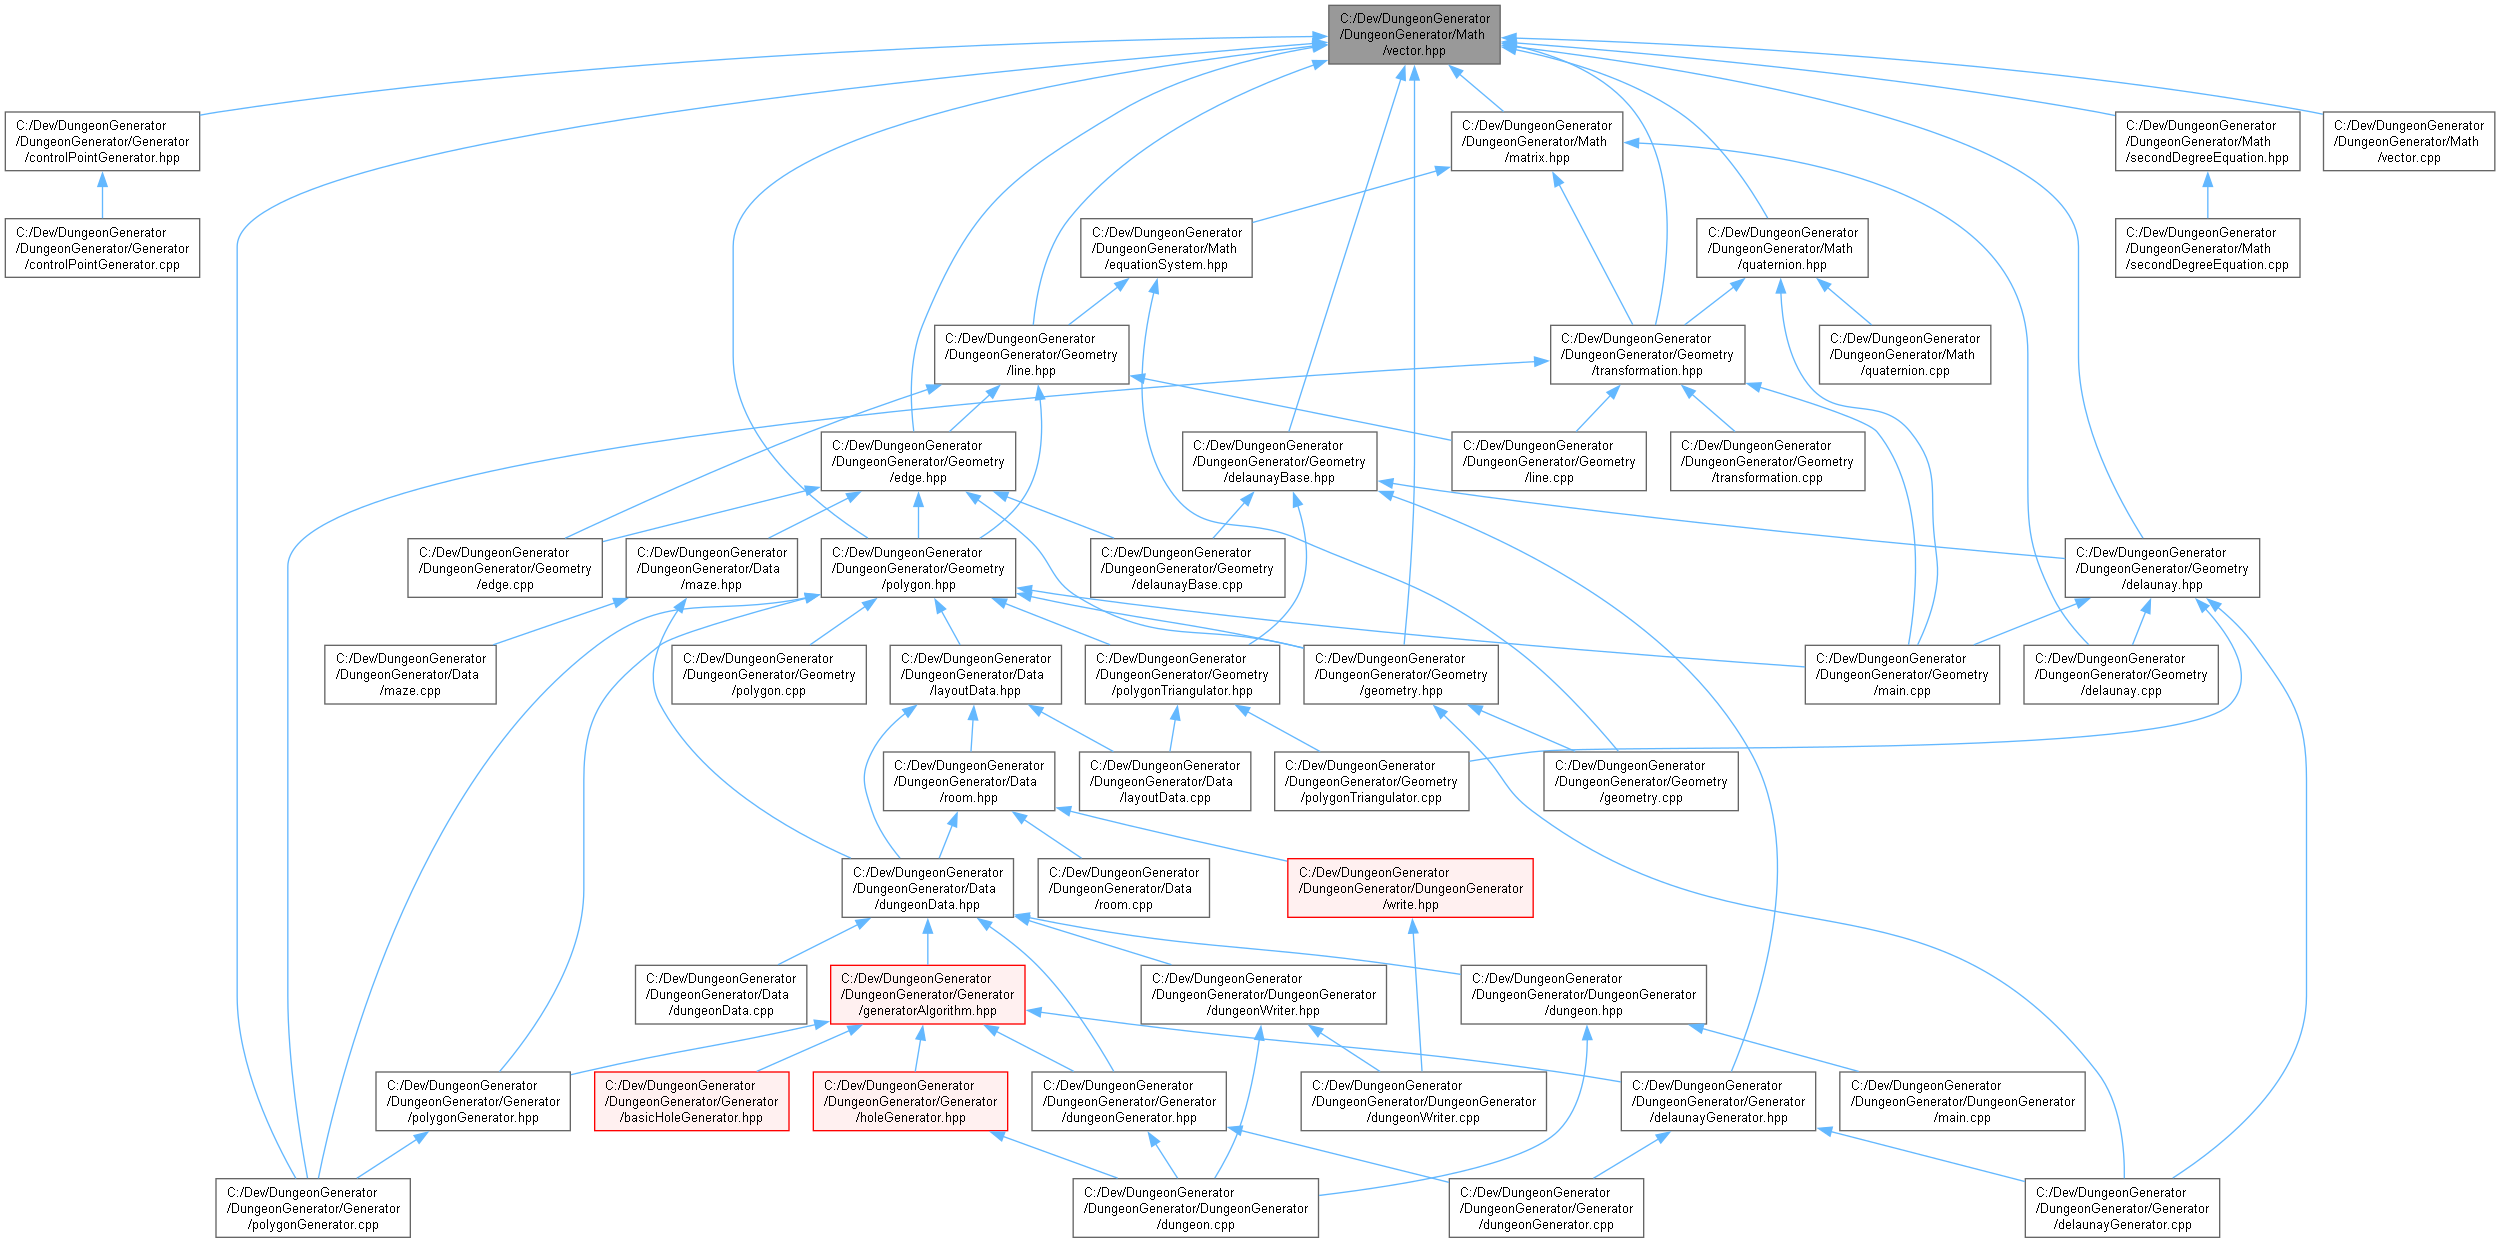 C:/Dev/DungeonGenerator
/DungeonGenerator/Math
/vector.hpp
C:/Dev/DungeonGenerator
/DungeonGenerator/Generator
/controlPointGenerator.hpp
C:/Dev/DungeonGenerator
/DungeonGenerator/Math
/matrix.hpp
C:/Dev/DungeonGenerator
/DungeonGenerator/Math
/secondDegreeEquation.hpp
C:/Dev/DungeonGenerator
/DungeonGenerator/Math
/vector.cpp
C:/Dev/DungeonGenerator
/DungeonGenerator/Generator
/controlPointGenerator.cpp
C:/Dev/DungeonGenerator
/DungeonGenerator/Math
/equationSystem.hpp
C:/Dev/DungeonGenerator
/DungeonGenerator/Math
/quaternion.hpp
C:/Dev/DungeonGenerator
/DungeonGenerator/Math
/secondDegreeEquation.cpp
C:/Dev/DungeonGenerator
/DungeonGenerator/Geometry
/line.hpp
C:/Dev/DungeonGenerator
/DungeonGenerator/Geometry
/transformation.hpp
C:/Dev/DungeonGenerator
/DungeonGenerator/Math
/quaternion.cpp
C:/Dev/DungeonGenerator
/DungeonGenerator/Geometry
/edge.hpp
C:/Dev/DungeonGenerator
/DungeonGenerator/Geometry
/delaunayBase.hpp
C:/Dev/DungeonGenerator
/DungeonGenerator/Geometry
/line.cpp
C:/Dev/DungeonGenerator
/DungeonGenerator/Geometry
/transformation.cpp
C:/Dev/DungeonGenerator
/DungeonGenerator/Geometry
/edge.cpp
C:/Dev/DungeonGenerator
/DungeonGenerator/Data
/maze.hpp
C:/Dev/DungeonGenerator
/DungeonGenerator/Geometry
/polygon.hpp
C:/Dev/DungeonGenerator
/DungeonGenerator/Geometry
/delaunayBase.cpp
C:/Dev/DungeonGenerator
/DungeonGenerator/Geometry
/delaunay.hpp
C:/Dev/DungeonGenerator
/DungeonGenerator/Data
/maze.cpp
C:/Dev/DungeonGenerator
/DungeonGenerator/Geometry
/polygon.cpp
C:/Dev/DungeonGenerator
/DungeonGenerator/Data
/layoutData.hpp
C:/Dev/DungeonGenerator
/DungeonGenerator/Geometry
/polygonTriangulator.hpp
C:/Dev/DungeonGenerator
/DungeonGenerator/Geometry
/geometry.hpp
C:/Dev/DungeonGenerator
/DungeonGenerator/Geometry
/main.cpp
C:/Dev/DungeonGenerator
/DungeonGenerator/Geometry
/delaunay.cpp
C:/Dev/DungeonGenerator
/DungeonGenerator/Data
/room.hpp
C:/Dev/DungeonGenerator
/DungeonGenerator/Data
/layoutData.cpp
C:/Dev/DungeonGenerator
/DungeonGenerator/Geometry
/polygonTriangulator.cpp
C:/Dev/DungeonGenerator
/DungeonGenerator/Geometry
/geometry.cpp
C:/Dev/DungeonGenerator
/DungeonGenerator/Data
/dungeonData.hpp
C:/Dev/DungeonGenerator
/DungeonGenerator/Data
/room.cpp
C:/Dev/DungeonGenerator
/DungeonGenerator/DungeonGenerator
/write.hpp
C:/Dev/DungeonGenerator
/DungeonGenerator/Data
/dungeonData.cpp
C:/Dev/DungeonGenerator
/DungeonGenerator/Generator
/generatorAlgorithm.hpp
C:/Dev/DungeonGenerator
/DungeonGenerator/DungeonGenerator
/dungeonWriter.hpp
C:/Dev/DungeonGenerator
/DungeonGenerator/DungeonGenerator
/dungeon.hpp
C:/Dev/DungeonGenerator
/DungeonGenerator/Generator
/polygonGenerator.hpp
C:/Dev/DungeonGenerator
/DungeonGenerator/Generator
/basicHoleGenerator.hpp
C:/Dev/DungeonGenerator
/DungeonGenerator/Generator
/holeGenerator.hpp
C:/Dev/DungeonGenerator
/DungeonGenerator/Generator
/dungeonGenerator.hpp
C:/Dev/DungeonGenerator
/DungeonGenerator/DungeonGenerator
/dungeonWriter.cpp
C:/Dev/DungeonGenerator
/DungeonGenerator/Generator
/delaunayGenerator.hpp
C:/Dev/DungeonGenerator
/DungeonGenerator/DungeonGenerator
/main.cpp
C:/Dev/DungeonGenerator
/DungeonGenerator/Generator
/polygonGenerator.cpp
C:/Dev/DungeonGenerator
/DungeonGenerator/DungeonGenerator
/dungeon.cpp
C:/Dev/DungeonGenerator
/DungeonGenerator/Generator
/dungeonGenerator.cpp
C:/Dev/DungeonGenerator
/DungeonGenerator/Generator
/delaunayGenerator.cpp